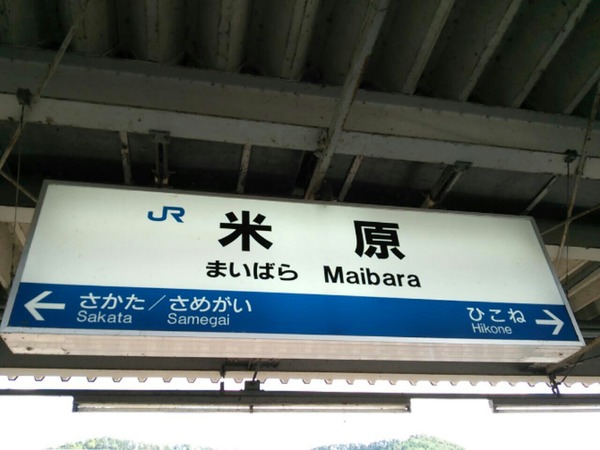 JR 米原
まいばら Maibara
← さかた／さめがい ひこね →
Sakata Samegai Hikone